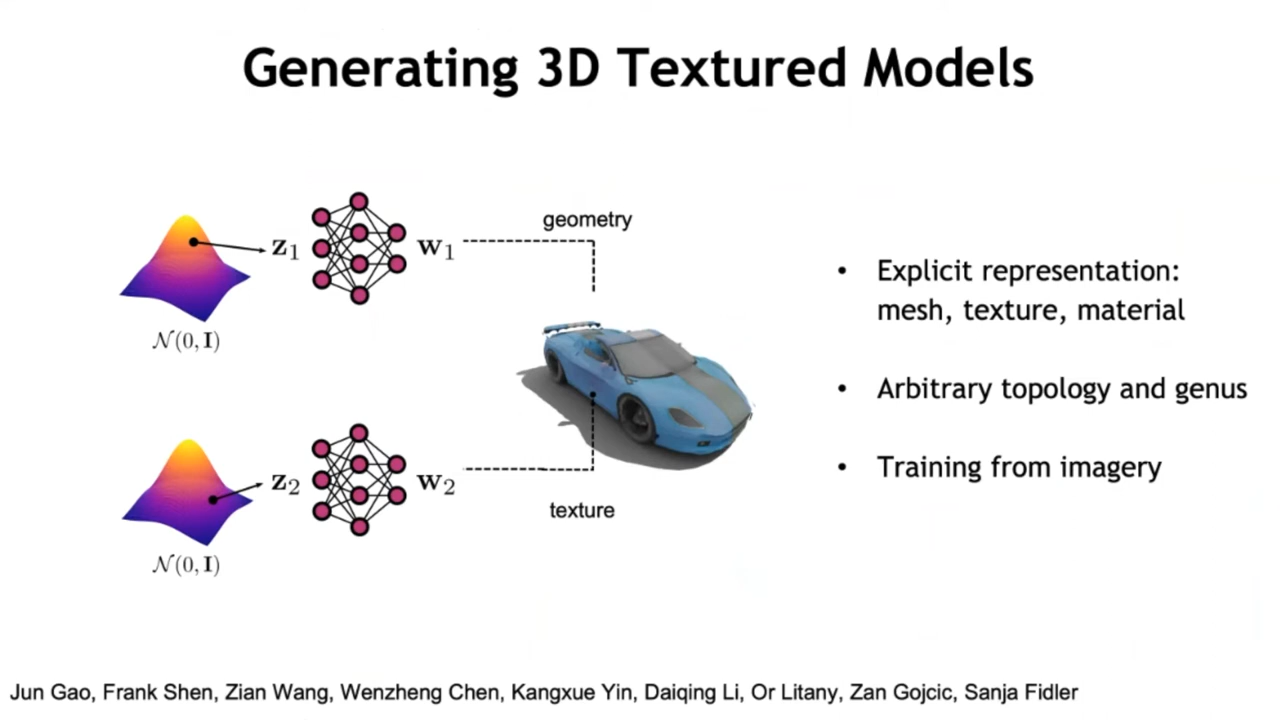 Generating 3D Textured Models
geometry
z₁
w₁
𝒩(0, I)
z₂
w₂
texture
𝒩(0, I)
• Explicit representation:
mesh, texture, material
• Arbitrary topology and genus
• Training from imagery
Jun Gao, Frank Shen, Zian Wang, Wenzheng Chen, Kangxue Yin, Daiqing Li, Or Litany, Zan Gojcic, Sanja Fidler